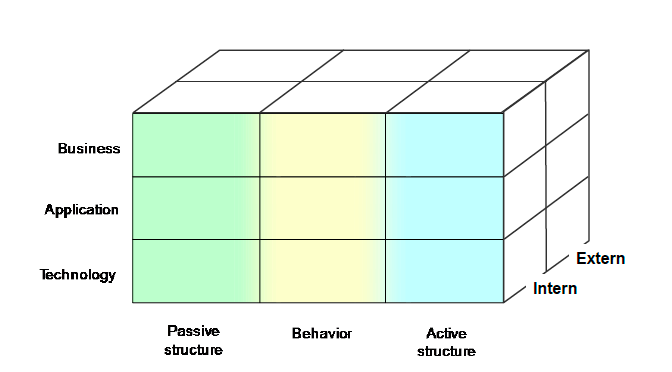 Business
Application
Technology
Extern
Intern
Passive
structure
Behavior
Active
structure